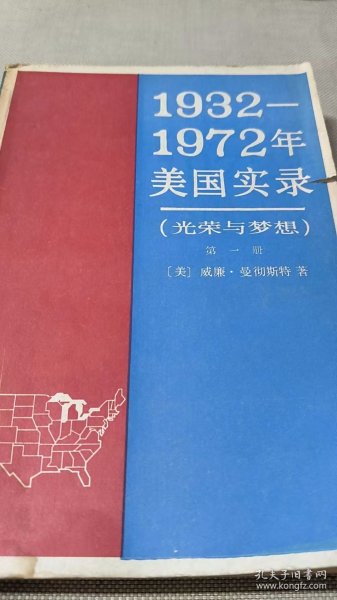 1932—
1972年
美国实录
(光荣与梦想)
第一册
〔美〕威廉·曼彻斯特 著
孔夫子旧书网
www.kongfz.com